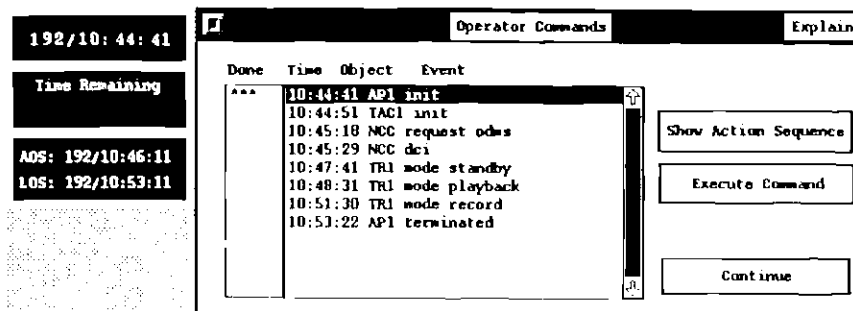 192/10:44:41
Time Remaining
AOS: 192/10:46:11
LOS: 192/10:53:11
Operator Commands
Explain
Done Time Object Event
*** 10:44:41 AP1 init
10:44:51 TAC1 init
10:45:18 NCC request odms
10:45:29 NCC dci
10:47:41 TR1 mode standby
10:48:31 TR1 mode playback
10:51:30 TR1 mode record
10:53:22 AP1 terminated
Show Action Sequence
Execute Command
Continue